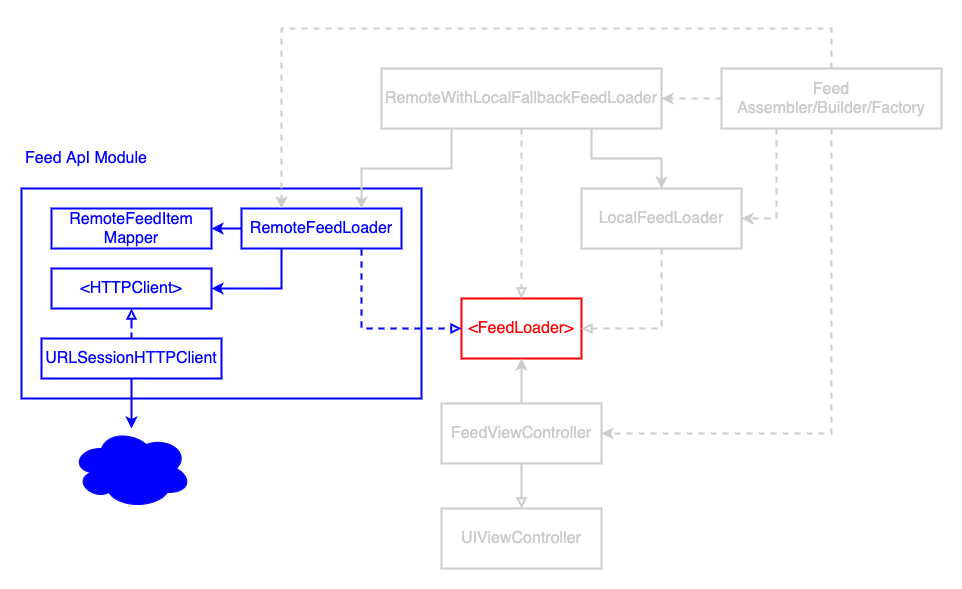 RemoteWithLocalFallbackFeedLoader
Feed
Assembler/Builder/Factory
Feed ApI Module
RemoteFeedItem
Mapper
RemoteFeedLoader
LocalFeedLoader
<HTTPClient>
<FeedLoader>
URLSessionHTTPClient
FeedViewController
UIViewController